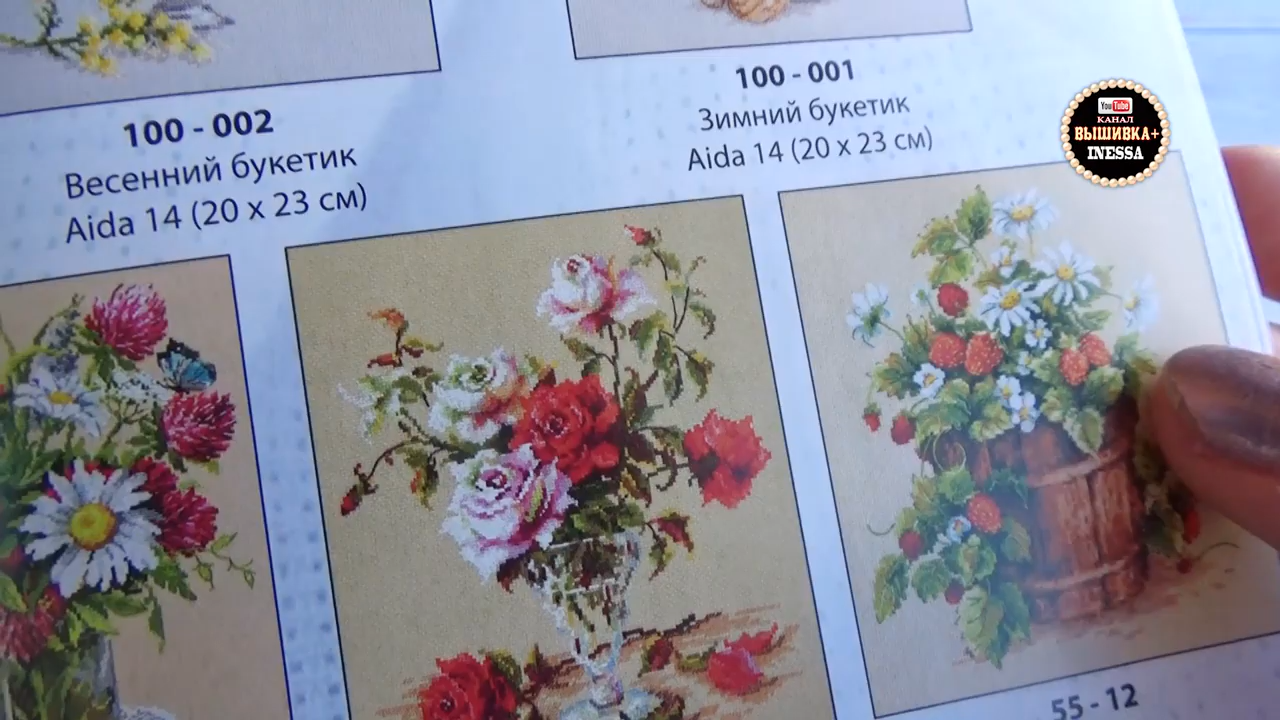 100 - 002
Весенний букетик
Aida 14 (20 x 23 см)
100 - 001
Зимний букетик
Aida 14 (20 x 23 см)
YouTube
КАНАЛ
ВЫШИВКА+
INESSA
55 - 12